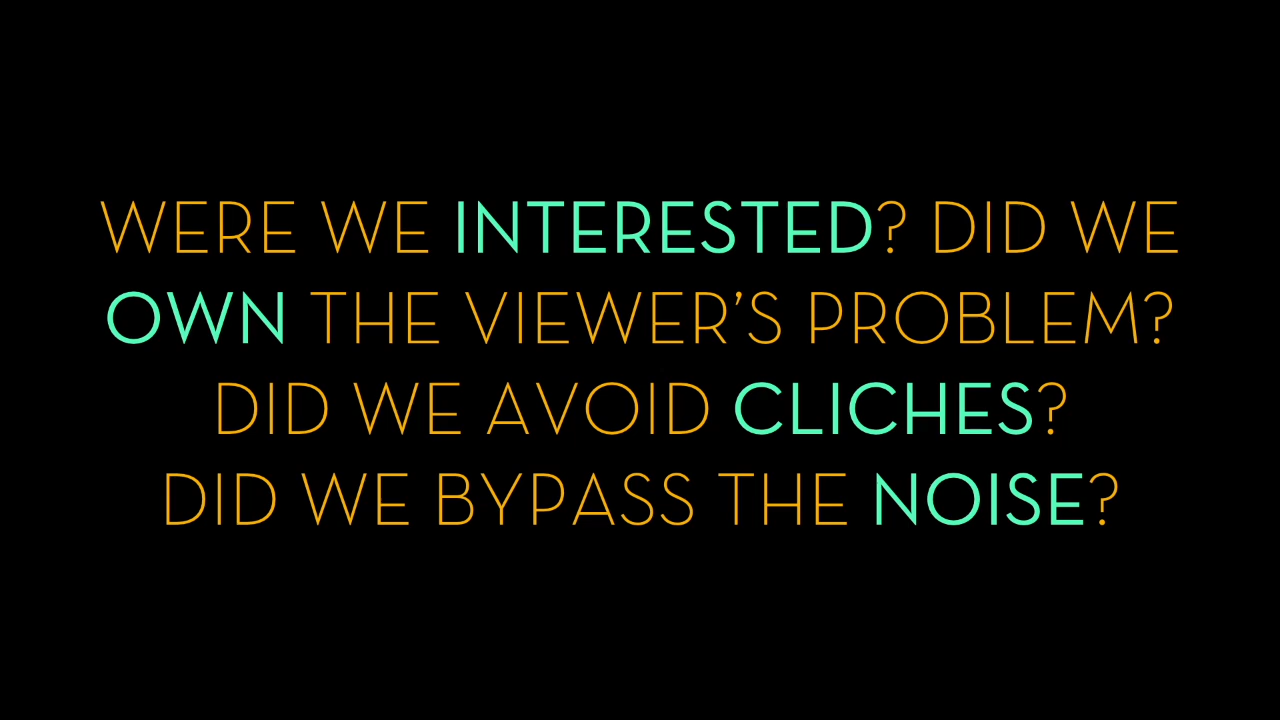 WERE WE INTERESTED? DID WE
OWN THE VIEWER’S PROBLEM?
DID WE AVOID CLICHES?
DID WE BYPASS THE NOISE?